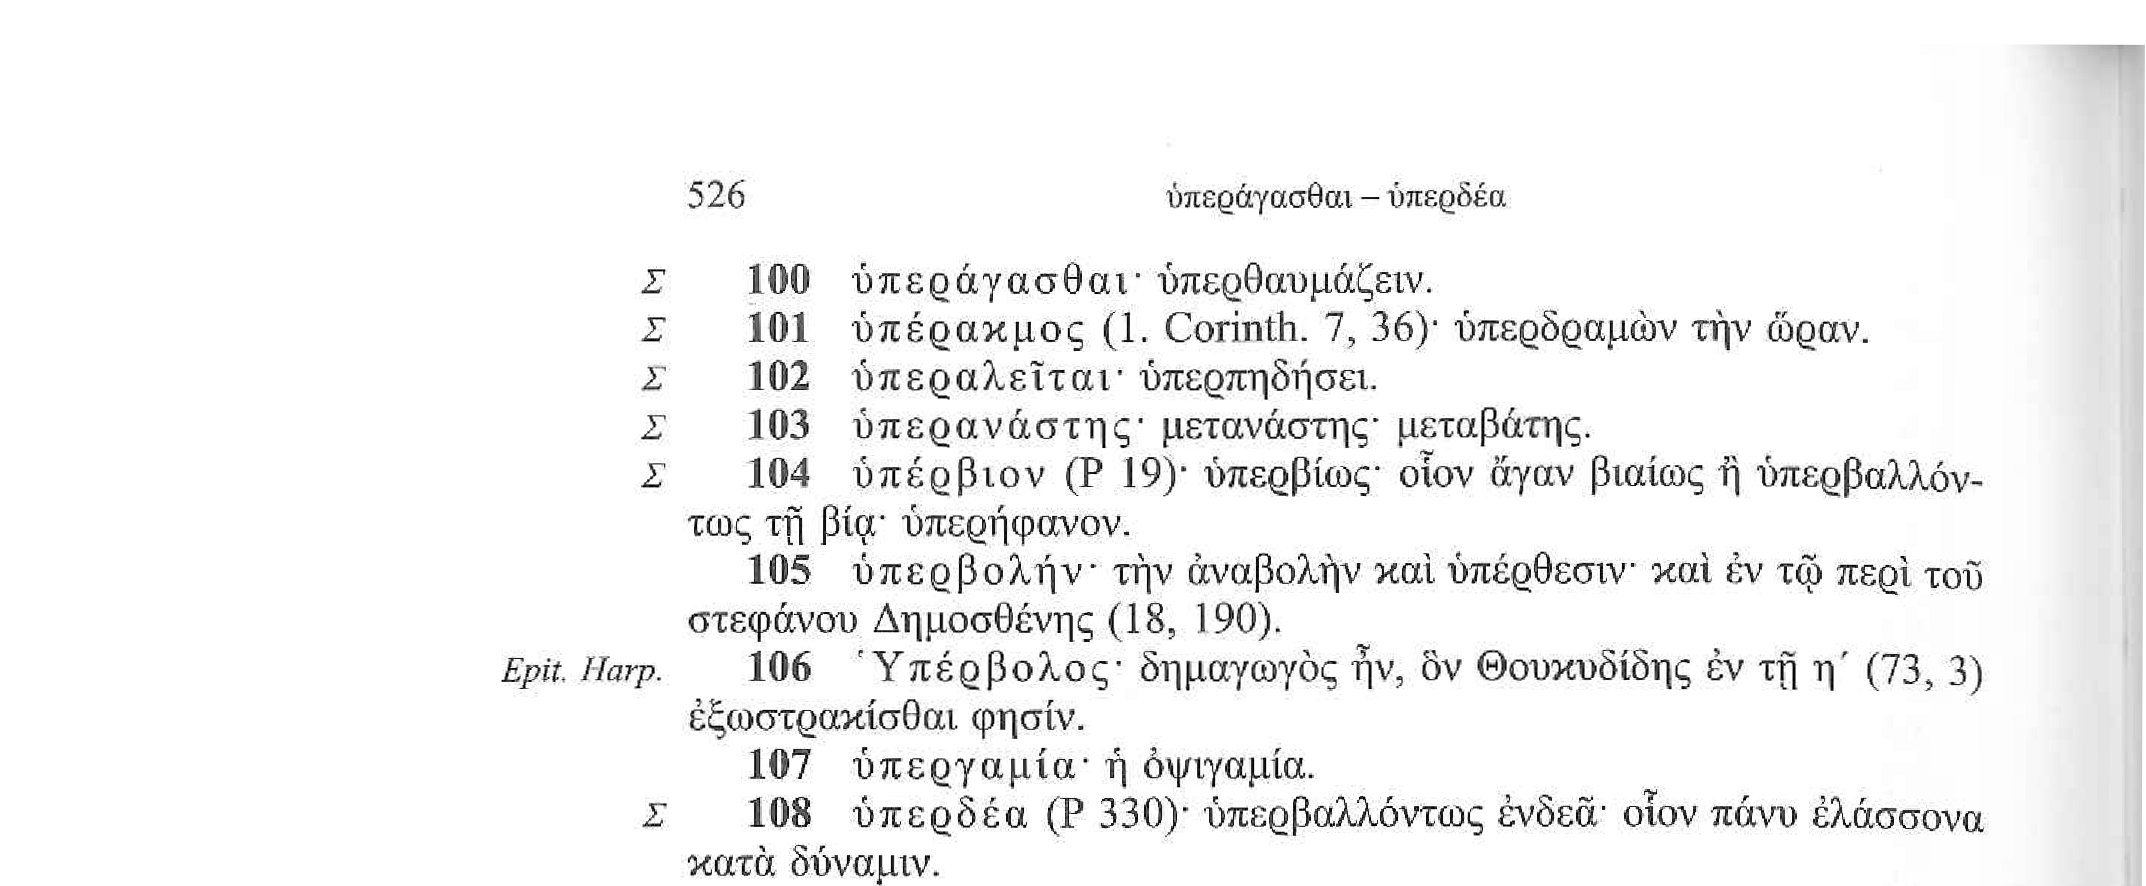 526 ὑπεράγασθαι – ὑπερδέα
Σ 100 ὑπεράγασθαι· ὑπερθαυμάζειν.
Σ 101 ὑπέρακμος (1. Corinth. 7, 36)· ὑπερδραμὼν τὴν ὥραν.
Σ 102 ὑπεραλεῖται· ὑπερπηδήσει.
Σ 103 ὑπερανάστης· μετανάστης· μεταβάτης.
Σ 104 ὑπέρβιον (Ρ 19)· ὑπερβίως· οἷον ἄγαν βιαίως ἢ ὑπερβαλλόν-
τως τῇ βίᾳ· ὑπερήφανον.
105 ὑπερβολήν· τὴν ἀναβολὴν καὶ ὑπέρθεσιν· καὶ ἐν τῷ περὶ τοῦ
στεφάνου Δημοσθένης (18, 190).
Epit. Harp. 106 Ὑπέρβολος· δημαγωγὸς ἦν, ὃν Θουκυδίδης ἐν τῇ η´ (73, 3)
ἐξωστρακίσθαι φησίν.
107 ὑπεργαμία· ἡ ὀψιγαμία.
Σ 108 ὑπερδέα (Ρ 330)· ὑπερβαλλόντως ἐνδεᾶ· οἷον πάνυ ἐλάσσονα
κατὰ δύναμιν.